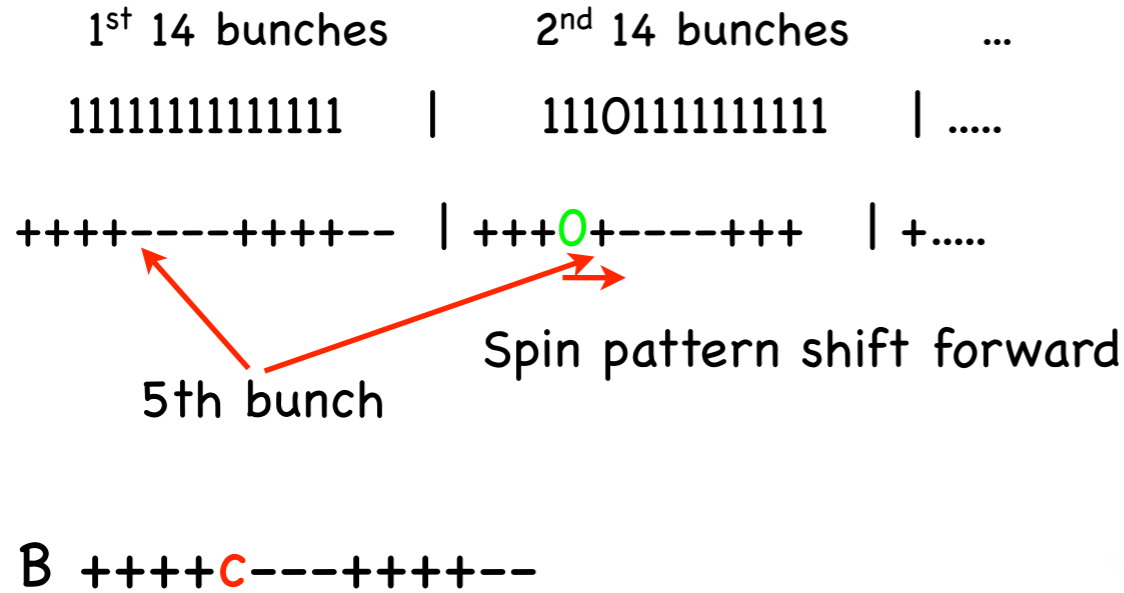 1st 14 bunches 2nd 14 bunches ...
11111111111111 | 11101111111111 | .....
++++----++++-- | +++0+----+++ | +.....
Spin pattern shift forward
5th bunch
B ++++c---++++--